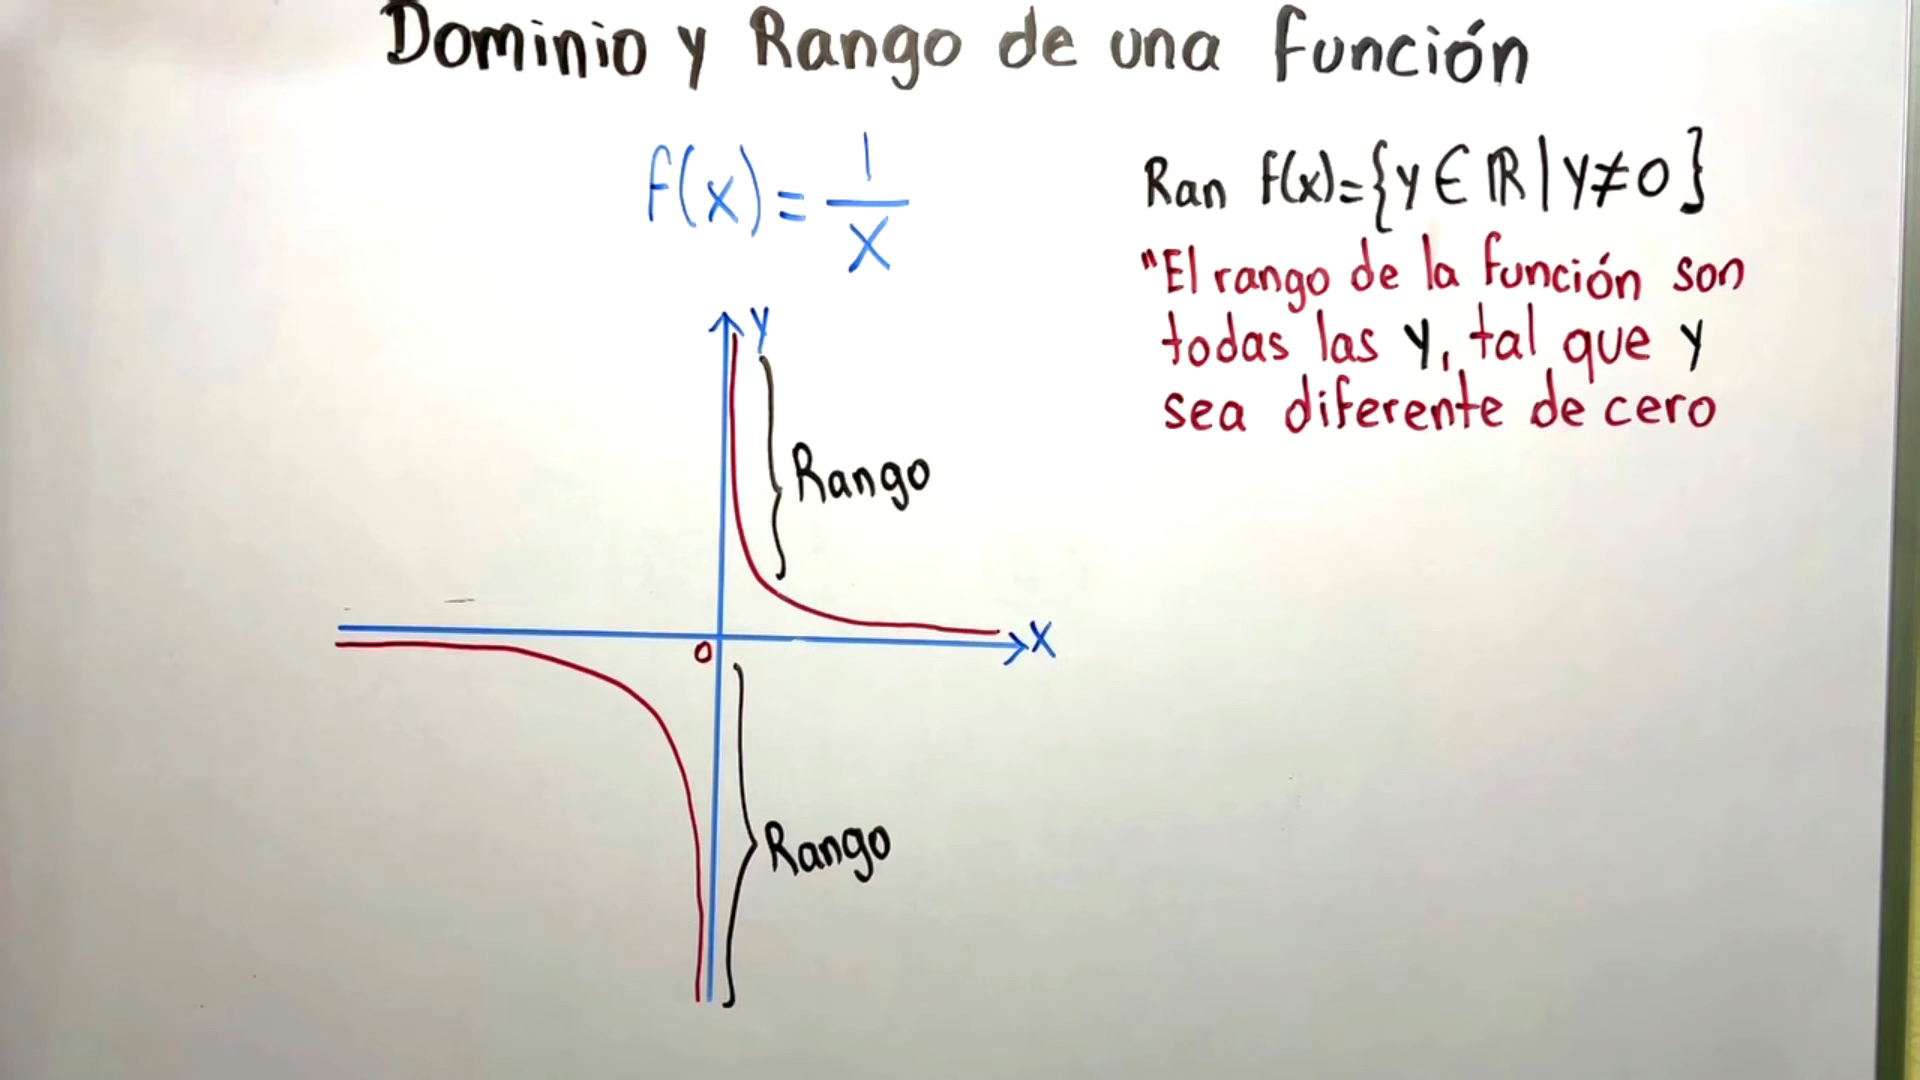 Dominio y Rango de una función
f(x) = 1/x
Ran f(x)={y ∈ ℝ | y≠0}
"El rango de la función son
todas las y, tal que y
sea diferente de cero
y
Rango
x
0
Rango